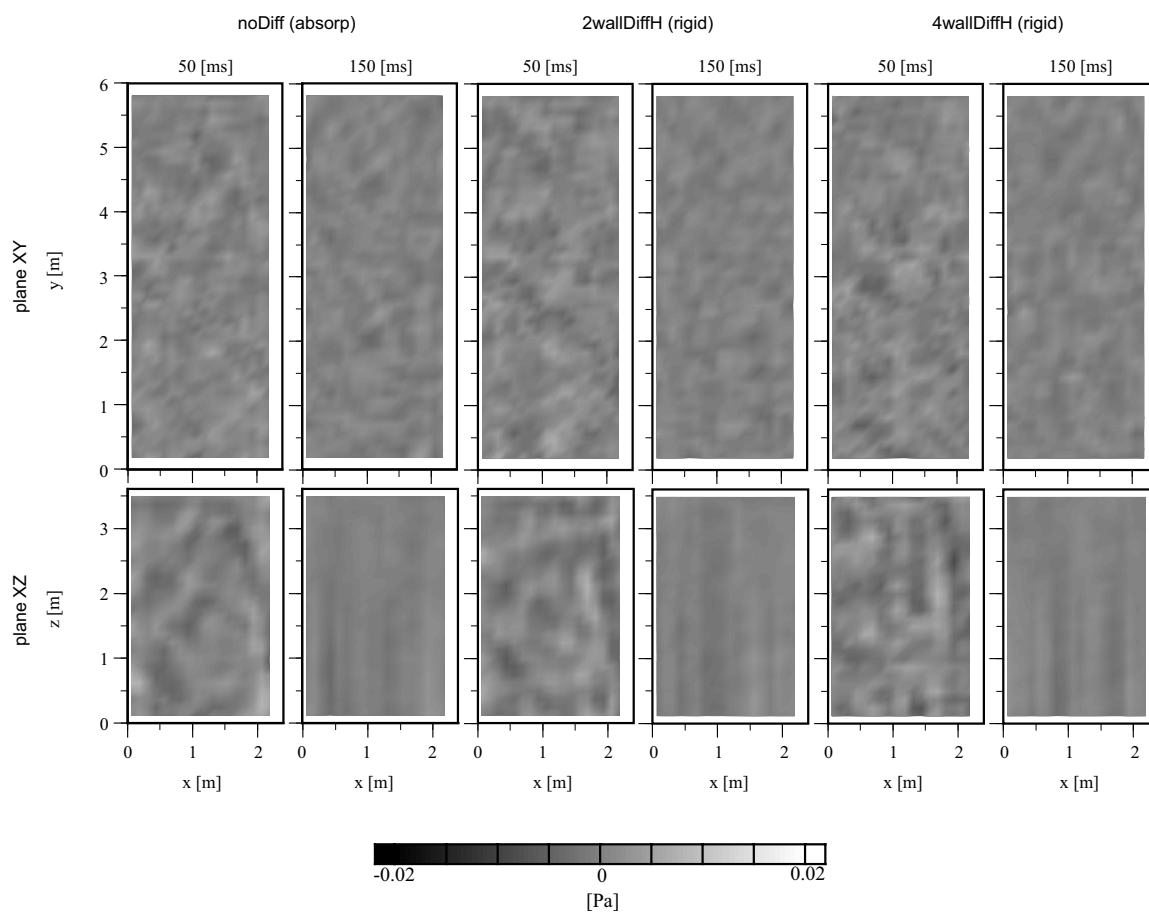 noDiff (absorp) 2wallDiffH (rigid) 4wallDiffH (rigid)
50 [ms] 150 [ms] 50 [ms] 150 [ms] 50 [ms] 150 [ms]
6
5
4
plane XY
y [m]
3
2
1
0
3
plane XZ
z [m]
2
1
0
0 1 2 0 1 2 0 1 2 0 1 2 0 1 2 0 1 2
x [m] x [m] x [m] x [m] x [m] x [m]
-0.02 0 0.02
[Pa]